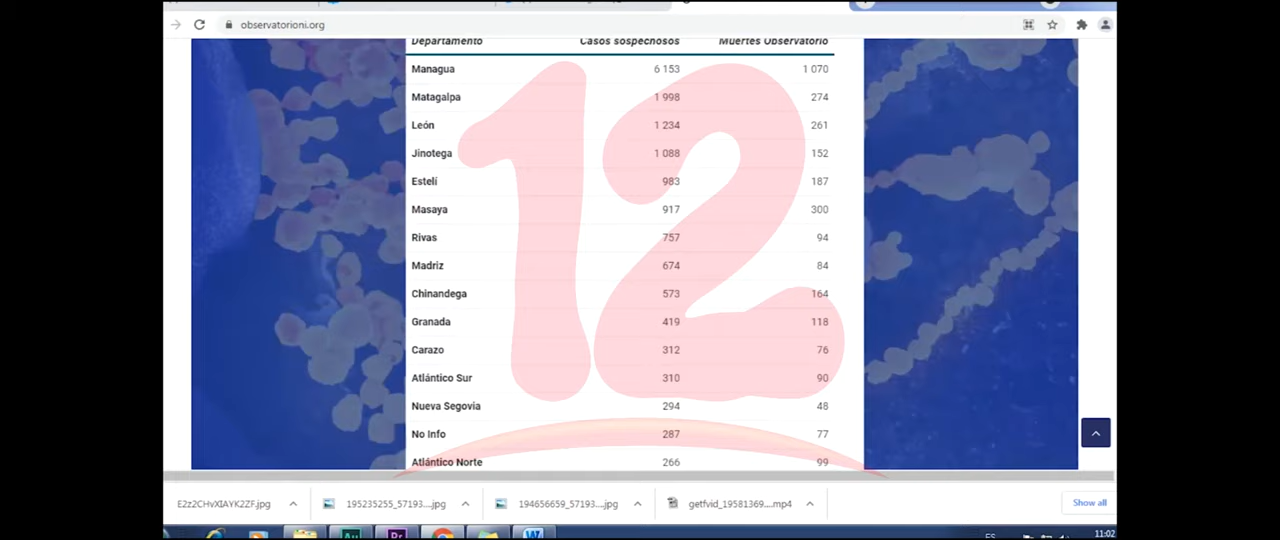 observatorioni.org
Departamento Casos sospechosos Muertes Observatorio
Managua 6 153 1 070
Matagalpa 1 998 274
León 1 234 261
Jinotega 1 088 152
Estelí 983 187
Masaya 917 300
Rivas 757 94
Madriz 674 84
Chinandega 573 164
Granada 419 118
Carazo 312 76
Atlántico Sur 310 90
Nueva Segovia 294 48
No Info 287 77
Atlántico Norte 266 99
12
E2z2CHvXIAYK2ZF.jpg 195235255_57193....jpg 194656659_57193....jpg getfvid_19581369....mp4 Show all
Au Pr W ES 11:02